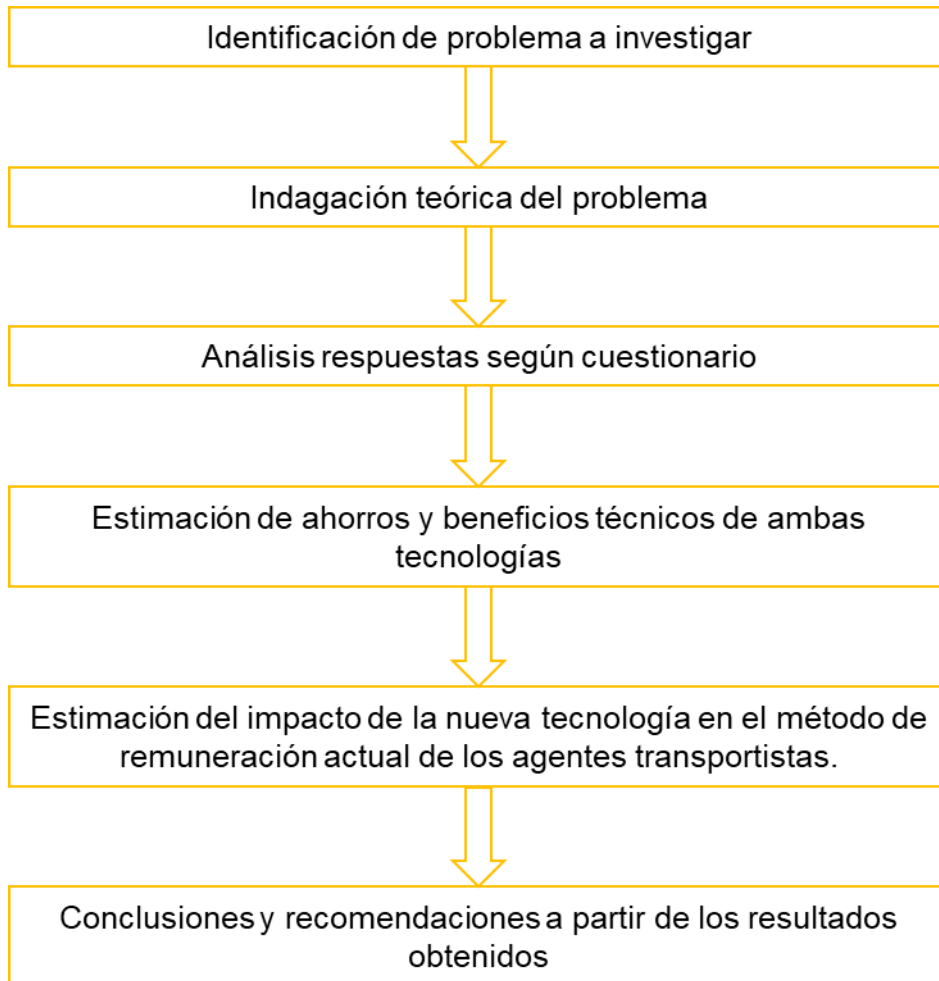 Identificación de problema a investigar
Indagación teórica del problema
Análisis respuestas según cuestionario
Estimación de ahorros y beneficios técnicos de ambas
tecnologías
Estimación del impacto de la nueva tecnología en el método de
remuneración actual de los agentes transportistas.
Conclusiones y recomendaciones a partir de los resultados
obtenidos